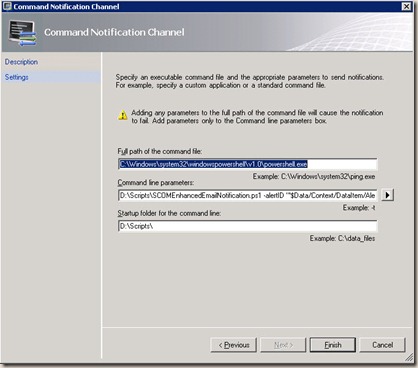 Command Notification Channel
Command Notification Channel
Description
Settings
Specify an executable command file and the appropriate parameters to send notifications.
For example, specify a custom application or a standard command file.
Adding any parameters to the full path of the command file will cause the notification
to fail. Add parameters only to the Command line parameters box.
Full path of the command file:
C:\Windows\system32\windowspowershell\v1.0\powershell.exe
Example: C:\Windows\system32\ping.exe
Command line parameters:
D:\Scripts\SCOMEnhancedEmailNotification.ps1 -alertID '"$Data/Context/DataItem/Ale
Example: -t
Startup folder for the command line:
D:\Scripts\
Example: C:\data_files
< Previous
Next >
Finish
Cancel